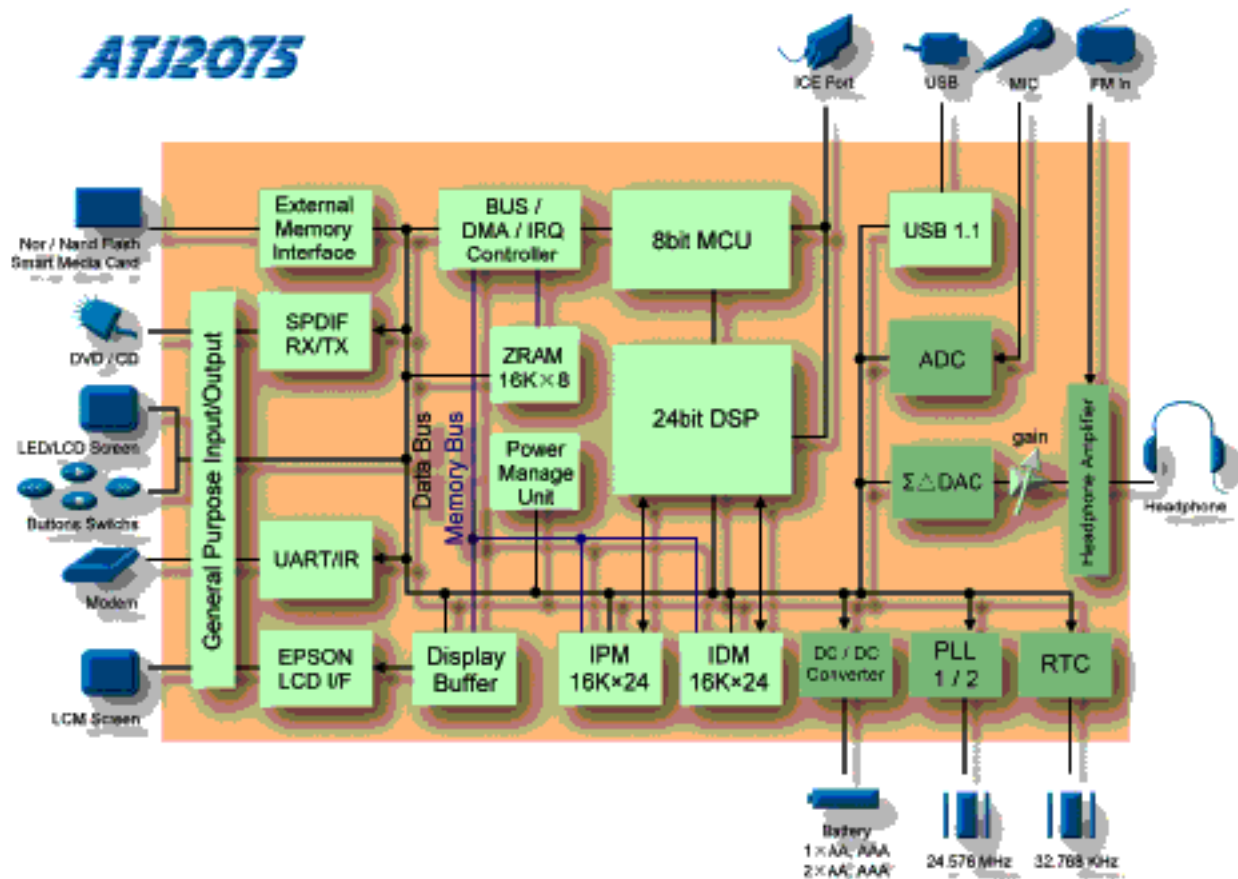 ATJ2075
ICE Port
USB
MIC
FM In
Nor / Nand Flash
Smart Media Card
External
Memory
Interface
BUS /
DMA / IRQ
Controller
8bit MCU
USB 1.1
DVD / CD
SPDIF
RX/TX
ZRAM
16K×8
24bit DSP
ADC
LED/LCD Screen
Buttons Switchs
General Purpose Input/Output
Data Bus
Memory Bus
Power
Manage
Unit
Σ△DAC
gain
Headphone Amplifier
Headphone
Modem
UART/IR
LCM Screen
EPSON
LCD I/F
Display
Buffer
IPM
16K×24
IDM
16K×24
DC / DC
Converter
PLL
1 / 2
RTC
Battery
1×AA, AAA
2×AA, AAA
24.576 MHz
32.768 KHz